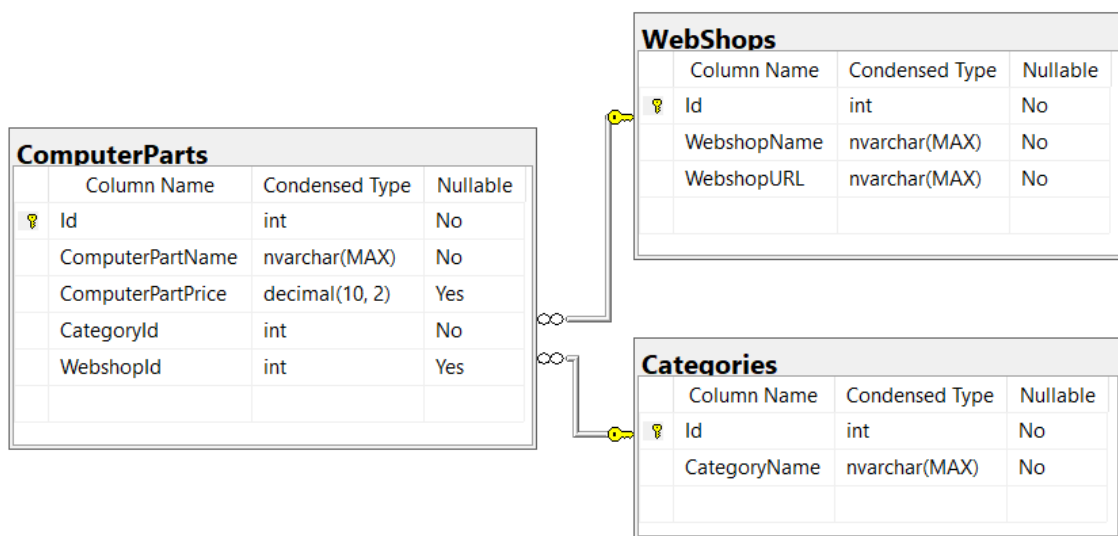 ComputerParts
Column Name Condensed Type Nullable
Id int No
ComputerPartName nvarchar(MAX) No
ComputerPartPrice decimal(10, 2) Yes
CategoryId int No
WebshopId int Yes
WebShops
Column Name Condensed Type Nullable
Id int No
WebshopName nvarchar(MAX) No
WebshopURL nvarchar(MAX) No
Categories
Column Name Condensed Type Nullable
Id int No
CategoryName nvarchar(MAX) No